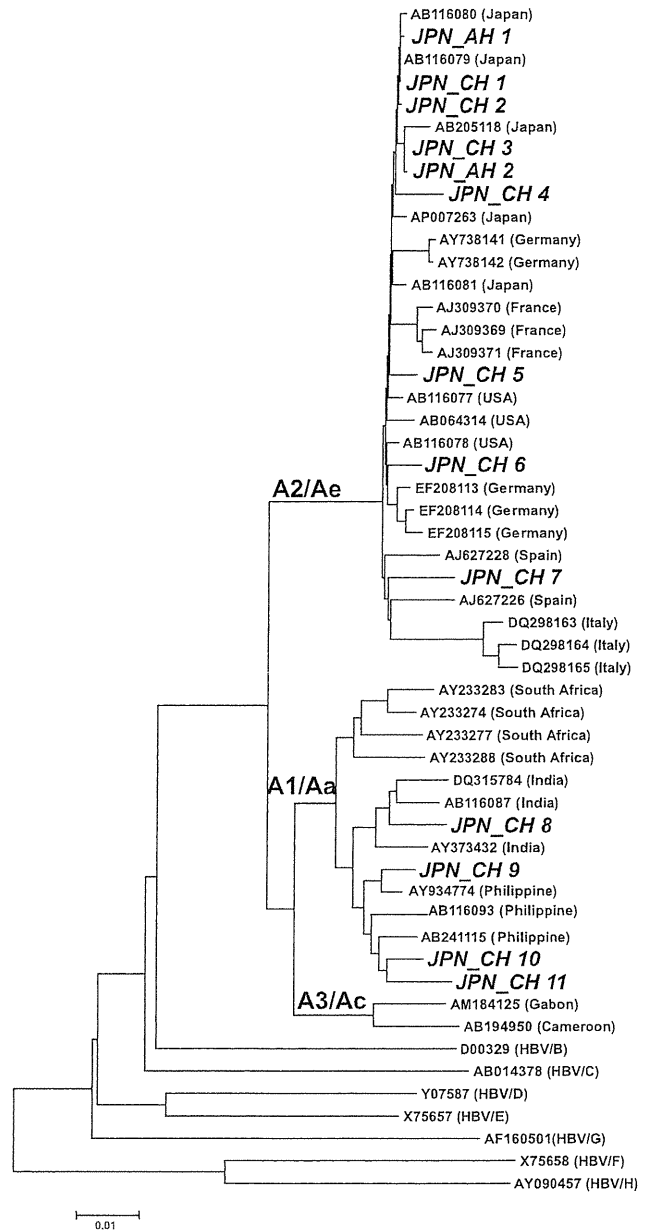 AB116080 (Japan)
JPN_AH 1
AB116079 (Japan)
JPN_CH 1
JPN_CH 2
AB205118 (Japan)
JPN_CH 3
JPN_AH 2
JPN_CH 4
AP007263 (Japan)
AY738141 (Germany)
AY738142 (Germany)
AB116081 (Japan)
AJ309370 (France)
AJ309369 (France)
AJ309371 (France)
JPN_CH 5
AB116077 (USA)
AB064314 (USA)
AB116078 (USA)
JPN_CH 6
EF208113 (Germany)
A2/Ae
EF208114 (Germany)
EF208115 (Germany)
AJ627228 (Spain)
JPN_CH 7
AJ627226 (Spain)
DQ298163 (Italy)
DQ298164 (Italy)
DQ298165 (Italy)
AY233283 (South Africa)
AY233274 (South Africa)
AY233277 (South Africa)
AY233288 (South Africa)
DQ315784 (India)
A1/Aa
AB116087 (India)
JPN_CH 8
AY373432 (India)
JPN_CH 9
AY934774 (Philippine)
AB116093 (Philippine)
AB241115 (Philippine)
JPN_CH 10
JPN_CH 11
A3/Ac
AM184125 (Gabon)
AB194950 (Cameroon)
D00329 (HBV/B)
AB014378 (HBV/C)
Y07587 (HBV/D)
X75657 (HBV/E)
AF160501(HBV/G)
X75658 (HBV/F)
AY090457 (HBV/H)
0.01